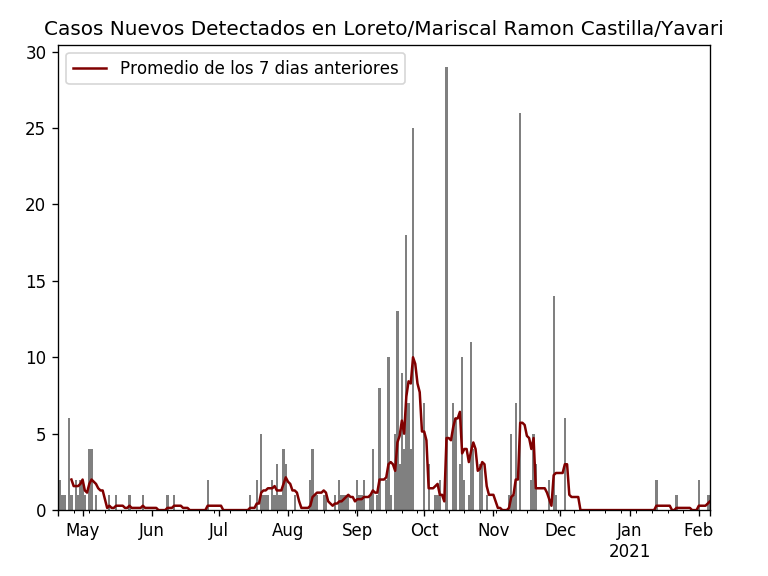 Casos Nuevos Detectados en Loreto/Mariscal Ramon Castilla/Yavari
Promedio de los 7 dias anteriores
30
25
20
15
10
5
0
May Jun Jul Aug Sep Oct Nov Dec Jan Feb
2021